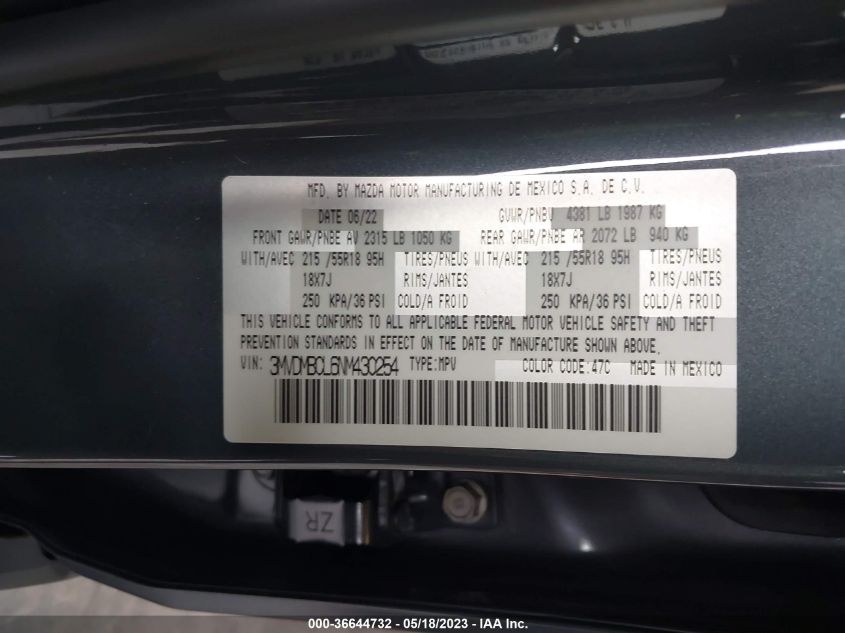 MFD. BY MAZDA MOTOR MANUFACTURING DE MEXICO S.A. DE C.V.
DATE 06/22 GVWR/PNBV 4381 LB 1987 KG
FRONT GAWR/PNBE AV 2315 LB 1050 KG REAR GAWR/PNBE AR 2072 LB 940 KG
WITH/AVEC 215 /55R18 95H TIRES/PNEUS WITH/AVEC 215 /55R18 95H TIRES/PNEUS
18X7J RIMS/JANTES 18X7J RIMS/JANTES
250 KPA/36 PSI COLD/A FROID 250 KPA/36 PSI COLD/A FROID
THIS VEHICLE CONFORMS TO ALL APPLICABLE FEDERAL MOTOR VEHICLE SAFETY AND THEFT
PREVENTION STANDARDS IN EFFECT ON THE DATE OF MANUFACTURE SHOWN ABOVE.
VIN: 3MVDMBCL6NM430254 TYPE:MPV COLOR CODE:47C MADE IN MEXICO
ZR
000 - 36644732 - 05/18/2023 - IAA Inc.